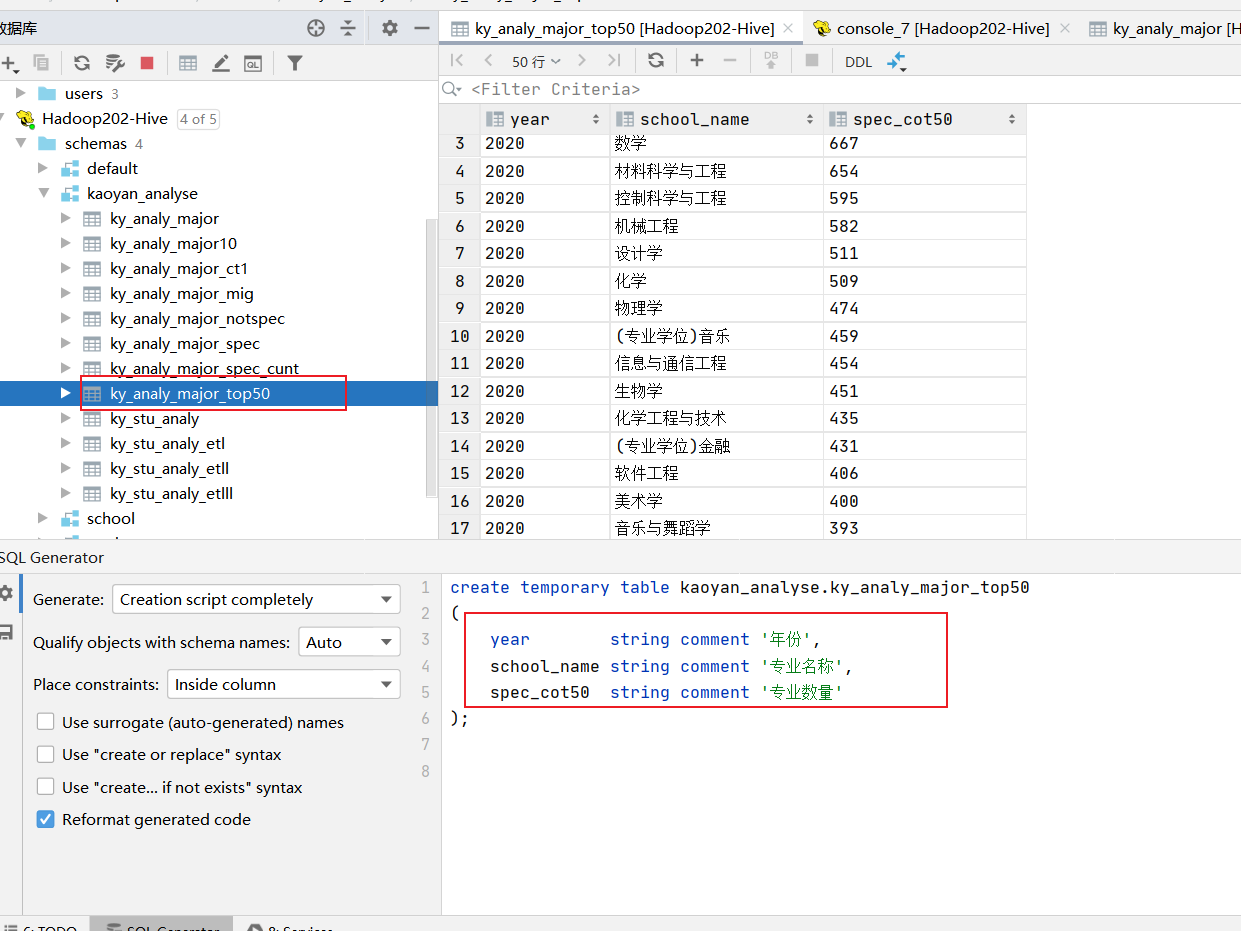 数据库
ky_analy_major_top50 [Hadoop202-Hive]
console_7 [Hadoop202-Hive]
ky_analy_major [H
50 行
DB
DDL
QL
<Filter Criteria>
users 3
Hadoop202-Hive 4 of 5
schemas 4
default
kaoyan_analyse
ky_analy_major
ky_analy_major10
ky_analy_major_ct1
ky_analy_major_mig
ky_analy_major_notspec
ky_analy_major_spec
ky_analy_major_spec_cunt
ky_analy_major_top50
ky_stu_analy
ky_stu_analy_etl
ky_stu_analy_etll
ky_stu_analy_etlll
school
year school_name spec_cot50
3 2020 数学 667
4 2020 材料科学与工程 654
5 2020 控制科学与工程 595
6 2020 机械工程 582
7 2020 设计学 511
8 2020 化学 509
9 2020 物理学 474
10 2020 (专业学位)音乐 459
11 2020 信息与通信工程 454
12 2020 生物学 451
13 2020 化学工程与技术 435
14 2020 (专业学位)金融 431
15 2020 软件工程 406
16 2020 美术学 400
17 2020 音乐与舞蹈学 393
SQL Generator
Generate: Creation script completely
Qualify objects with schema names: Auto
Place constraints: Inside column
Use surrogate (auto-generated) names
Use "create or replace" syntax
Use "create... if not exists" syntax
Reformat generated code
1 create temporary table kaoyan_analyse.ky_analy_major_top50
2 (
3 year string comment '年份',
4 school_name string comment '专业名称',
5 spec_cot50 string comment '专业数量'
6 );
7
8
6: TODO
SQL Generator
8: Services